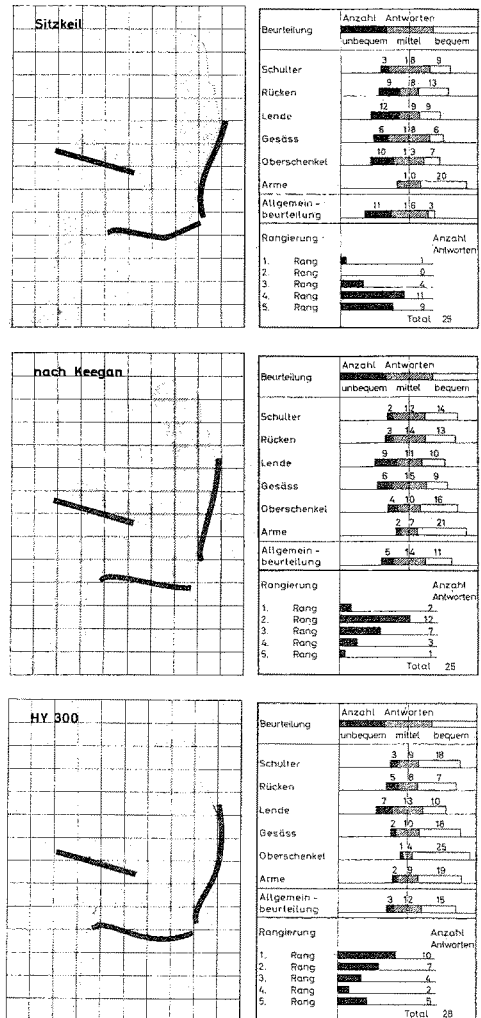 Sitzkeil
Anzahl Antworten
Beurteilung
unbequem mittel bequem
Schulter 3 18 9
Rücken 9 8 13
Lende 12 9 9
Gesäss 6 18 6
Oberschenkel 10 13 7
Arme 10 20
Allgemein-
beurteilung 11 16 3
Rangierung Anzahl
Antworten
1. Rang 1
2. Rang 0
3. Rang 4
4. Rang 11
5. Rang 9
Total 25
nach Keegan
Anzahl Antworten
Beurteilung
unbequem mittel bequem
Schulter 2 12 14
Rücken 3 14 13
Lende 9 11 10
Gesäss 6 15 9
Oberschenkel 4 10 16
Arme 2 7 21
Allgemein-
beurteilung 5 14 11
Rangierung Anzahl
Antworten
1. Rang 2
2. Rang 12
3. Rang 7
4. Rang 3
5. Rang 1
Total 25
HY 300
Anzahl Antworten
Beurteilung
unbequem mittel bequem
Schulter 3 9 18
Rücken 5 8 7
Lende 7 13 10
Gesäss 2 10 18
Oberschenkel 1 4 25
Arme 2 9 19
Allgemein-
beurteilung 3 12 15
Rangierung Anzahl
Antworten
1. Rang 10
2. Rang 7
3. Rang 4
4. Rang 2
5. Rang 5
Total 28